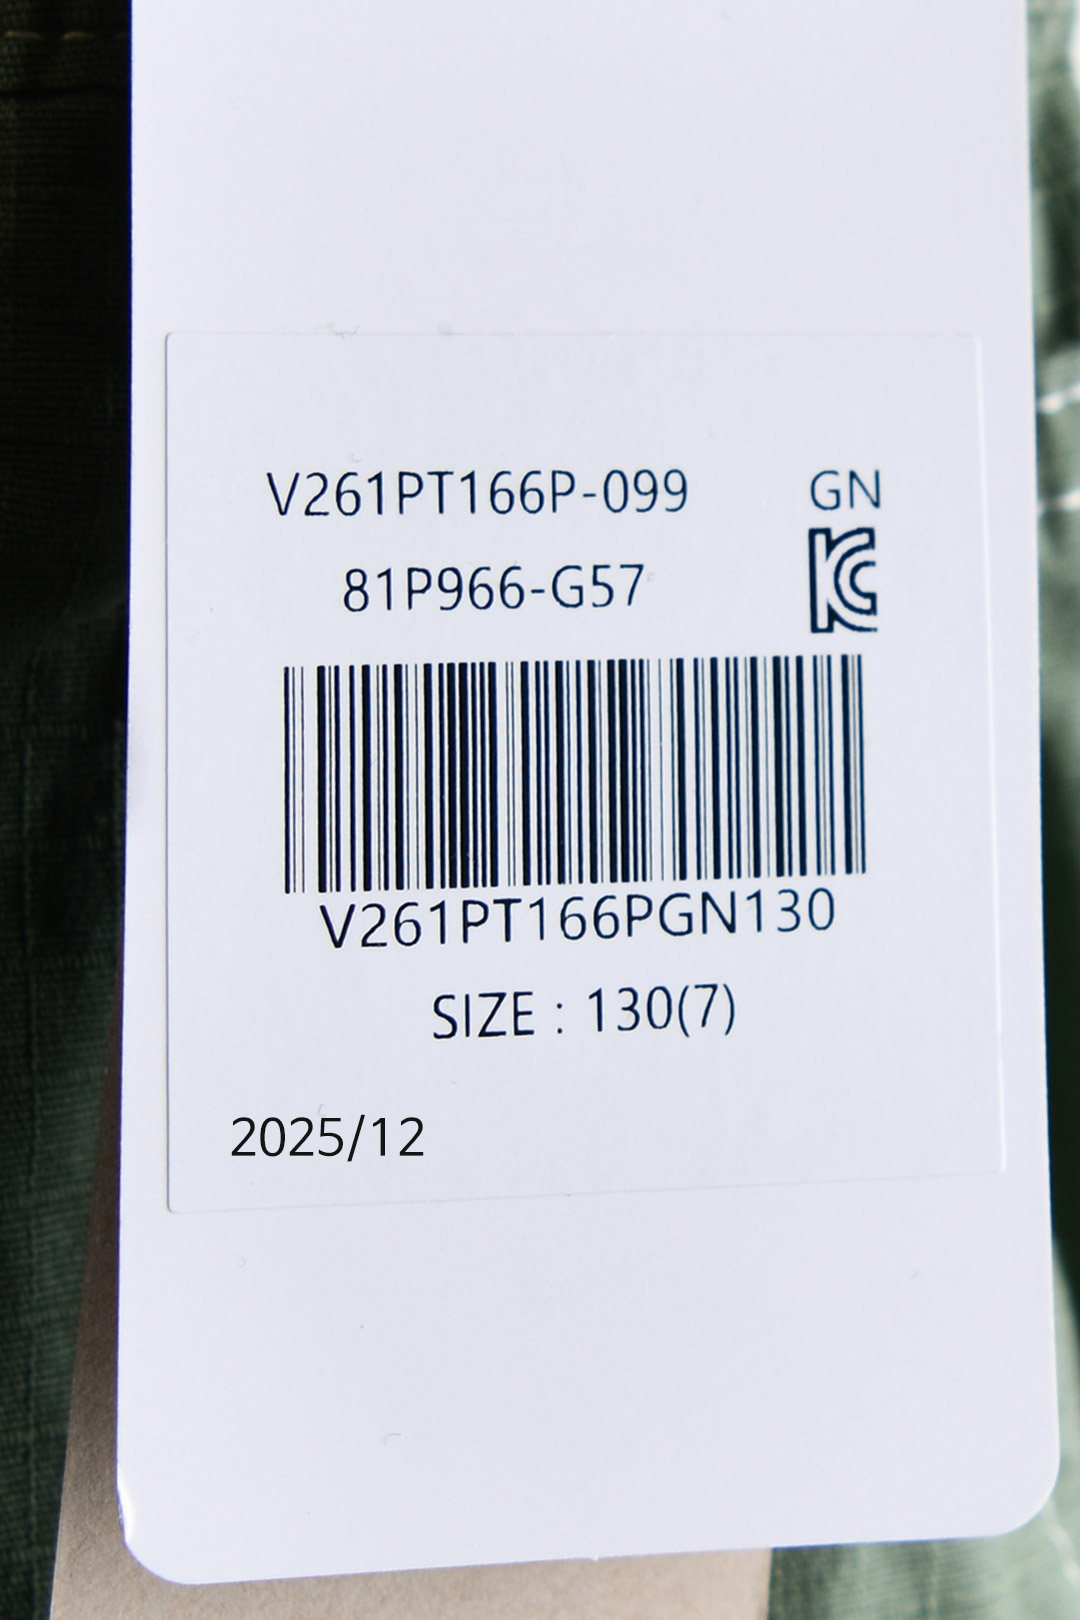 V261PT166P-099 GN
81P966-G57
V261PT166PGN130
SIZE : 130(7)
2025/12